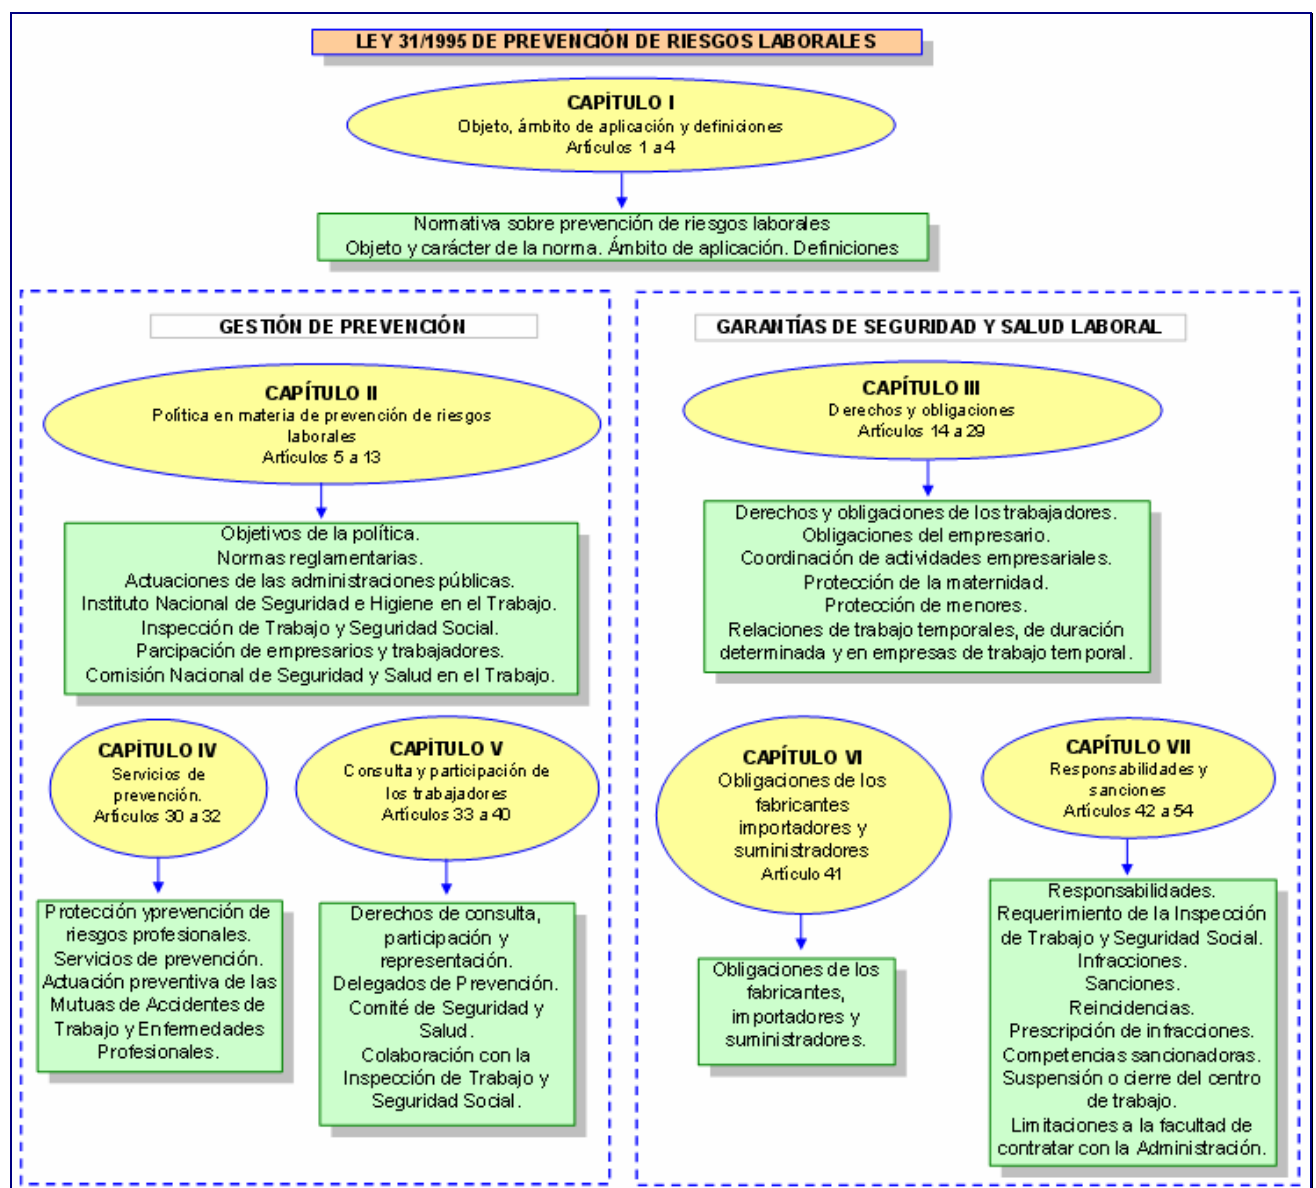 LEY 31/1995 DE PREVENCIÓN DE RIESGOS LABORALES
CAPÍTULO I
Objeto, ámbito de aplicación y definiciones
Artículos 1 a 4
Normativa sobre prevención de riesgos laborales
Objeto y carácter de la norma. Ámbito de aplicación. Definiciones
GESTIÓN DE PREVENCIÓN
CAPÍTULO II
Política en materia de prevención de riesgos
laborales
Artículos 5 a 13
Objetivos de la política.
Normas reglamentarias.
Actuaciones de las administraciones públicas.
Instituto Nacional de Seguridad e Higiene en el Trabajo.
Inspección de Trabajo y Seguridad Social.
Parcipación de empresarios y trabajadores.
Comisión Nacional de Seguridad y Salud en el Trabajo.
CAPÍTULO IV
Servicios de
prevención.
Artículos 30 a 32
Protección yprevención de
riesgos profesionales.
Servicios de prevención.
Actuación preventiva de las
Mutuas de Accidentes de
Trabajo y Enfermedades
Profesionales.
CAPÍTULO V
Consulta y participación de
los trabajadores
Artículos 33 a 40
Derechos de consulta,
participación y
representación.
Delegados de Prevención.
Comité de Seguridad y
Salud.
Colaboración con la
Inspección de Trabajo y
Seguridad Social.
GARANTÍAS DE SEGURIDAD Y SALUD LABORAL
CAPÍTULO III
Derechos y obligaciones
Artículos 14 a 29
Derechos y obligaciones de los trabajadores.
Obligaciones del empresario.
Coordinación de actividades empresariales.
Protección de la maternidad.
Protección de menores.
Relaciones de trabajo temporales, de duración
determinada y en empresas de trabajo temporal.
CAPÍTULO VI
Obligaciones de los
fabricantes
importadores y
suministradores
Artículo 41
Obligaciones de los
fabricantes,
importadores y
suministradores.
CAPÍTULO VII
Responsabilidades y
sanciones
Artículos 42 a 54
Responsabilidades.
Requerimiento de la Inspección
de Trabajo y Seguridad Social.
Infracciones.
Sanciones.
Reincidencias.
Prescripción de infracciones.
Competencias sancionadoras.
Suspensión o cierre del centro
de trabajo.
Limitaciones a la facultad de
contratar con la Administración.